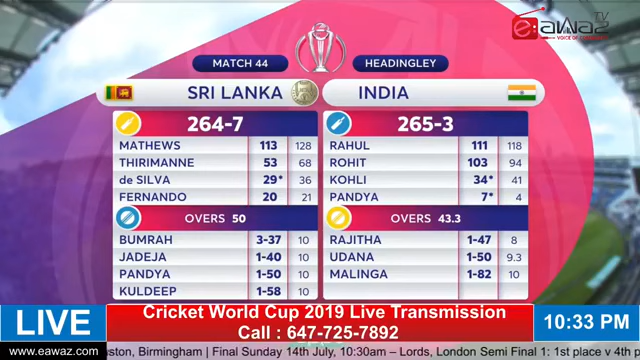 e-awaz TV
VOICE OF
MATCH 44
HEADINGLEY
SRI LANKA
INDIA
264-7
265-3
MATHEWS 113 128
RAHUL 111 118
THIRIMANNE 53 68
ROHIT 103 94
de SILVA 29* 36
KOHLI 34* 41
FERNANDO 20 21
PANDYA 7* 4
OVERS 50
OVERS 43.3
BUMRAH 3-37 10
RAJITHA 1-47 8
JADEJA 1-40 10
UDANA 1-50 9.3
PANDYA 1-50 10
MALINGA 1-82 10
KULDEEP 1-58 10
LIVE
Cricket World Cup 2019 Live Transmission
Call : 647-725-7892
10:33 PM
www.eawaz.com
ston, Birmingham | Final Sunday 14th July, 10:30am – Lords, London Semi Final 1: 1st place v 4th p